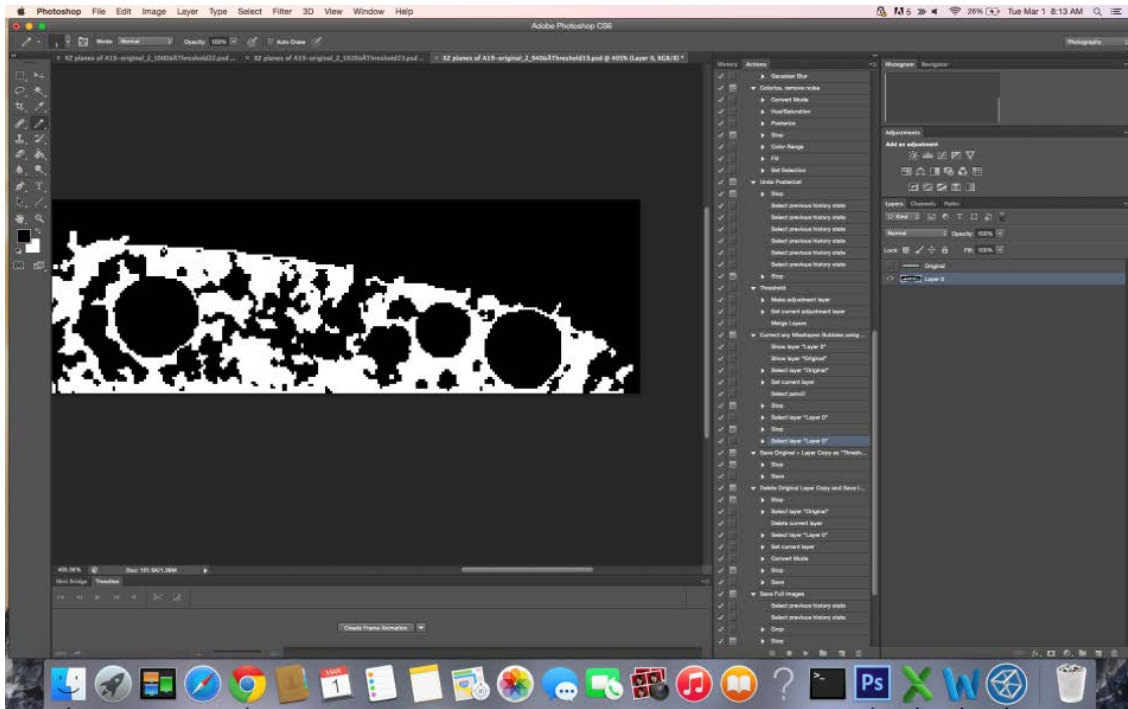 Photoshop File Edit Image Layer Type Select Filter 3D View Window Help
5 26% Tue Mar 1 8:13 AM
Adobe Photoshop CS6
Mode: Normal Opacity: 100% Auto Erase Photography
× XZ planes of A19-original_2_1000âÄThreshold22.psd ... × XZ planes of A19-original_2_1020âÄThreshold23.psd ... × XZ planes of A19-original_2_940âÄThreshold19.psd @ 405% (Layer 0, RGB/8) *
History Actions
Gaussian Blur
Colorize, remove noise
Convert Mode
Hue/Saturation
Posterize
Stop
Color Range
Fill
Set Selection
Undo Posterize!
Stop
Select previous history state
Select previous history state
Select previous history state
Select previous history state
Select previous history state
Select previous history state
Stop
Threshold
Make adjustment layer
Set current adjustment layer
Merge Layers
Correct any Misshapen Bubbles using ...
Show layer "Layer 0"
Show layer "Original"
Select layer "Original"
Set current layer
Select pencil
Stop
Select layer "Layer 0"
Stop
Select layer "Layer 0"
Save Original + Layer Copy as "Thresh...
Stop
Save
Delete Original Layer Copy and Save I...
Stop
Select layer "Original"
Delete current layer
Select layer "Layer 0"
Set current layer
Convert Mode
Stop
Save
Save Full Images
Select previous history state
Select previous history state
Crop
Stop
Histogram Navigator
Adjustments
Add an adjustment
Layers Channels Paths
Kind
Normal Opacity: 100%
Lock: Fill: 100%
Original
Layer 0
Mini Bridge Timeline
Create Frame Animation
MAR
1
Ps